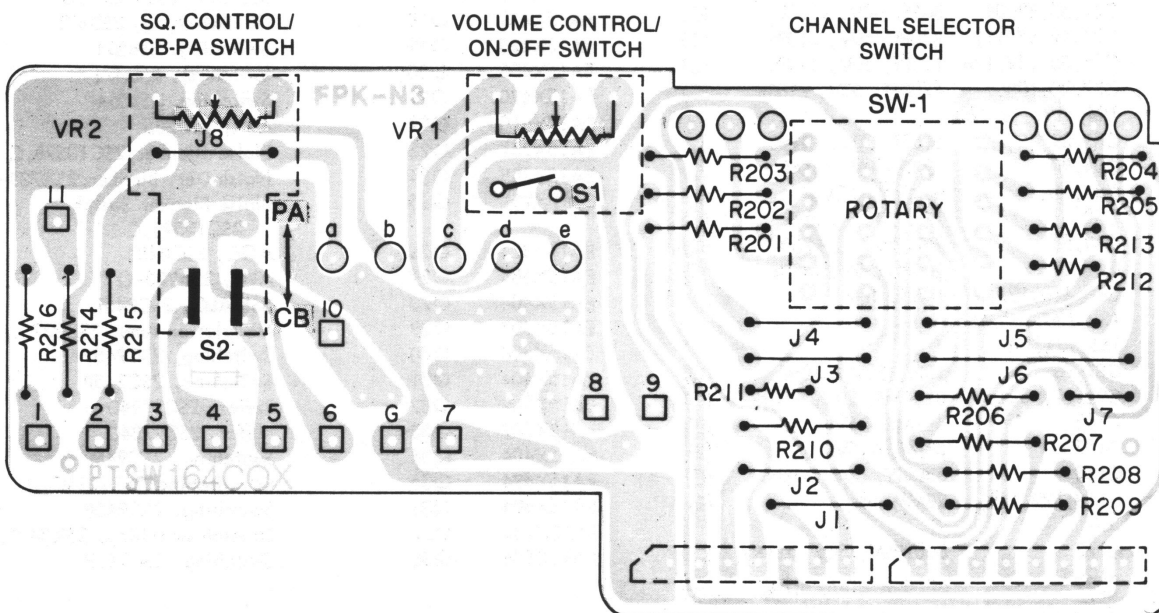 SQ. CONTROL/
CB-PA SWITCH
VOLUME CONTROL/
ON-OFF SWITCH
CHANNEL SELECTOR
SWITCH
FPK-N3
VR2
J8
VR1
S1
SW-1
ROTARY
R203
R202
R201
R204
R205
R213
R212
11
PA
CB
a b c d e
10
S2
R216
R214
R215
J4
J5
J3
J6
R211
R206
J7
R210
R207
J2
R208
J1
R209
8 9
1 2 3 4 5 6 G 7
PTSW164COX